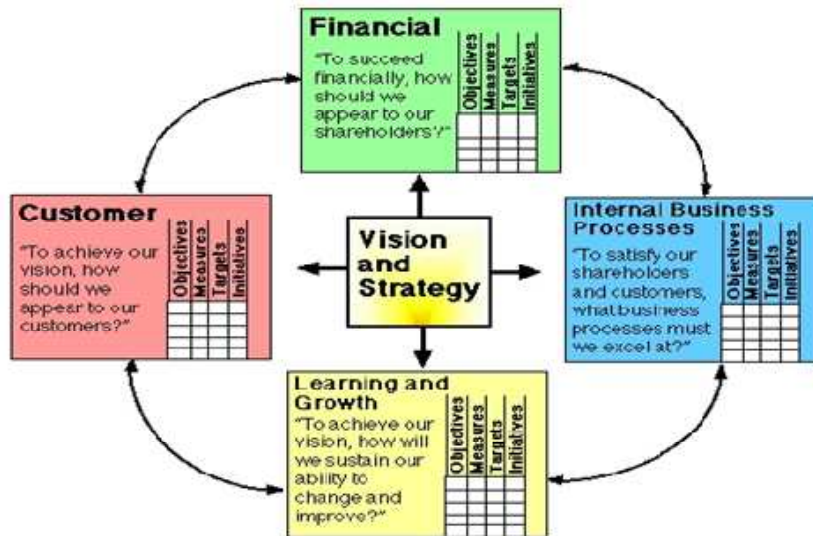 Financial
"To succeed
financially, how
should we
appear to our
shareholders?"
Objectives
Measures
Targets
Initiatives
Customer
"To achieve our
vision, how
should we
appear to our
customers?"
Objectives
Measures
Targets
Initiatives
Vision
and
Strategy
Internal Business
Processes
"To satisfy our
shareholders
and customers,
what business
processes must
we excel at?"
Objectives
Measures
Targets
Initiatives
Learning and
Growth
"To achieve our
vision, how will
we sustain our
ability to
change and
improve?"
Objectives
Measures
Targets
Initiatives